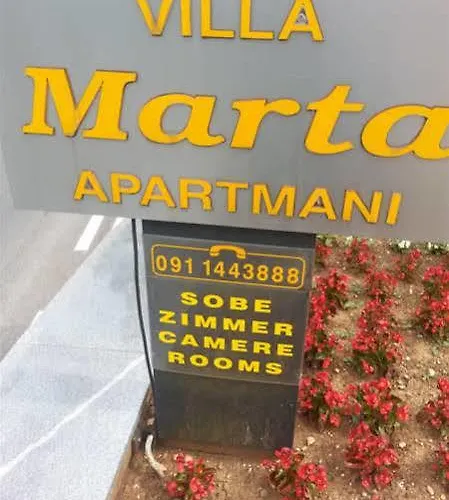 VILLA
Marta
APARTMANI
091 1443888
SOBE
ZIMMER
CAMERE
ROOMS